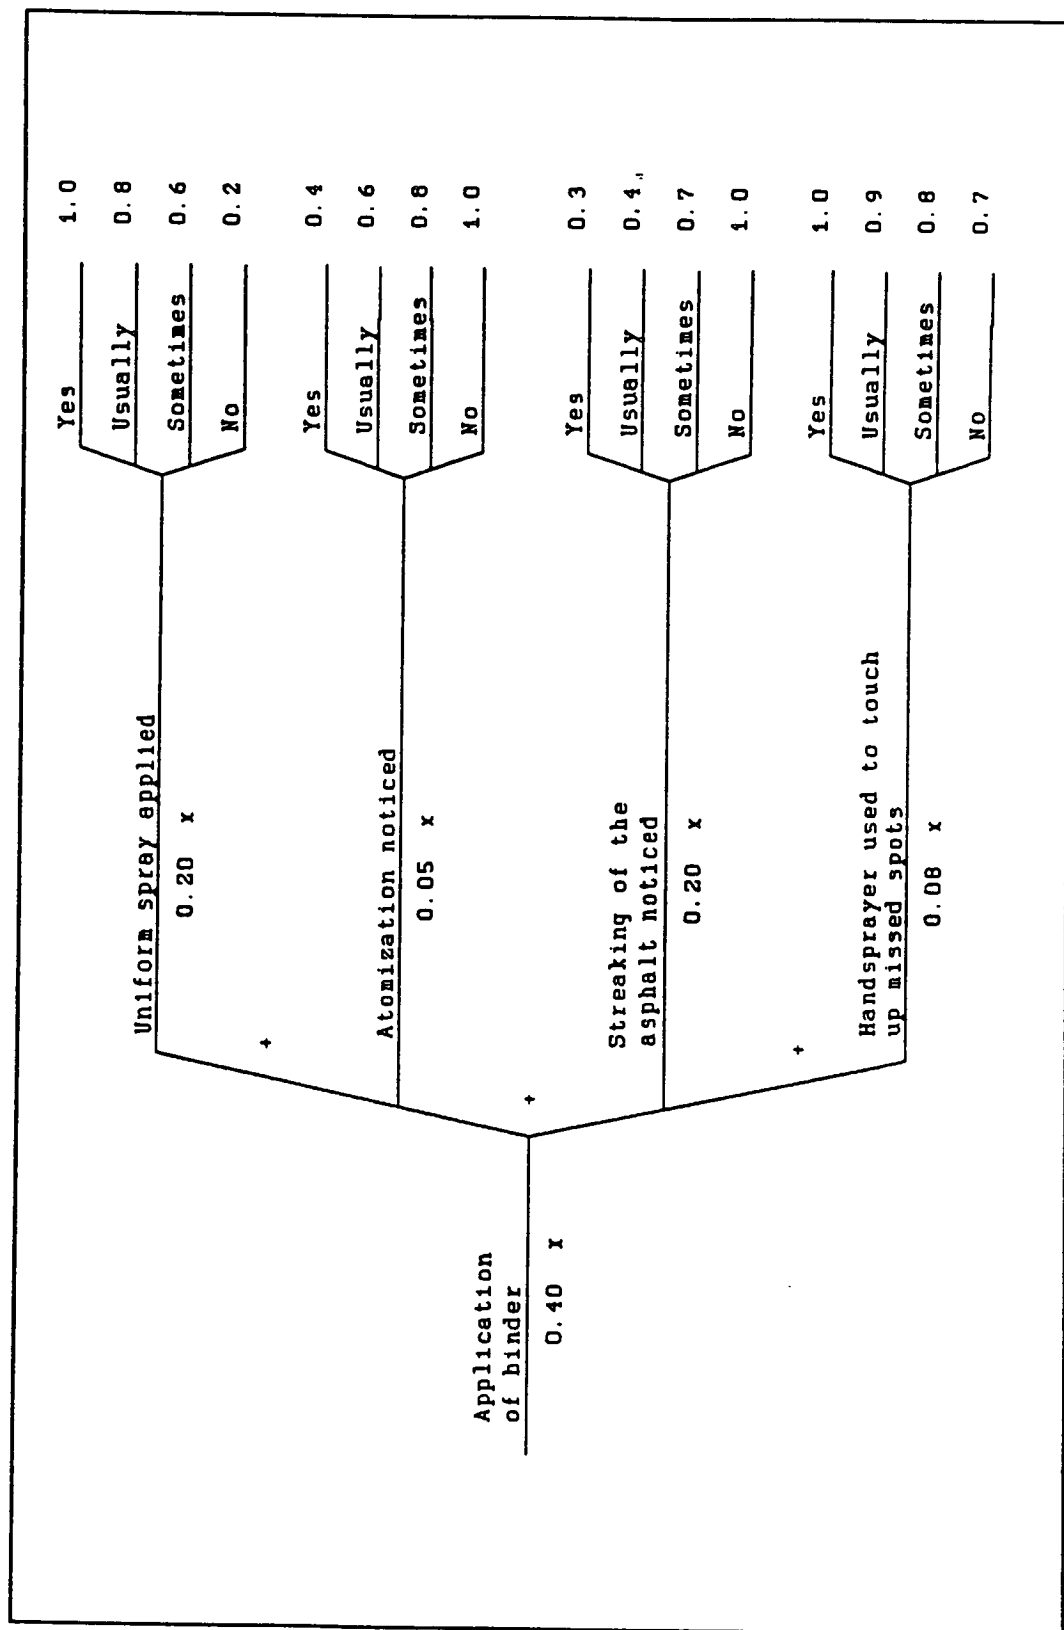 Application
of binder
0.40 x
+
+
+
Uniform spray applied
0.20 x
Yes 1.0
Usually 0.8
Sometimes 0.6
No 0.2
Atomization noticed
0.05 x
Yes 0.4
Usually 0.6
Sometimes 0.8
No 1.0
Streaking of the
asphalt noticed
0.20 x
Yes 0.3
Usually 0.4
Sometimes 0.7
No 1.0
Handsprayer used to touch
up missed spots
0.08 x
Yes 1.0
Usually 0.9
Sometimes 0.8
No 0.7